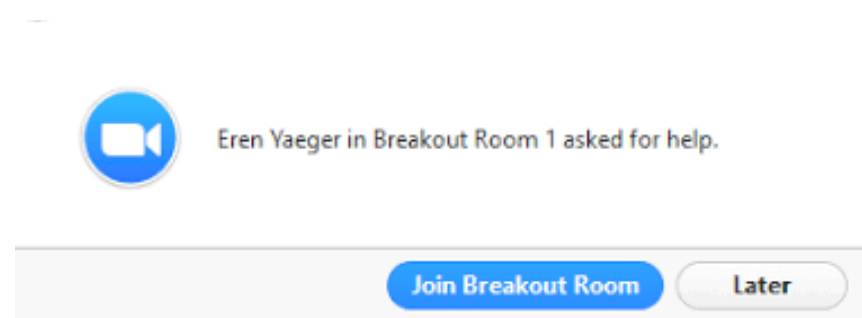 Eren Yaeger in Breakout Room 1 asked for help.
Join Breakout Room Later